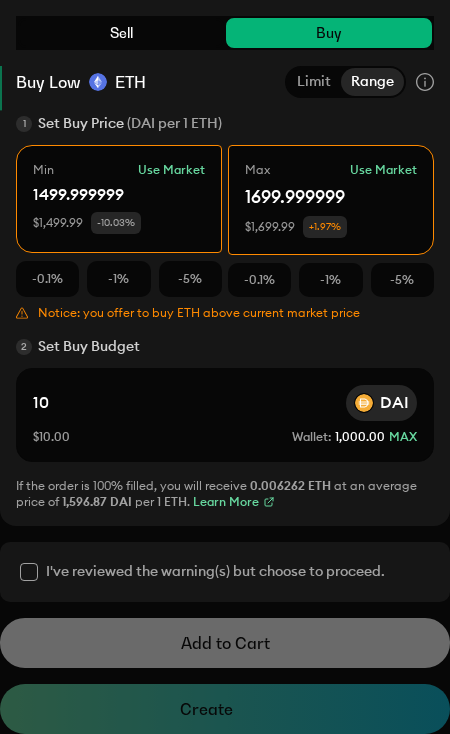 Sell Buy
Buy Low ETH Limit Range
1 Set Buy Price (DAI per 1 ETH)
Min Use Market Max Use Market
1499.999999 1699.999999
$1,499.99 -10.03% $1,699.99 +1.97%
-0.1% -1% -5% -0.1% -1% -5%
Notice: you offer to buy ETH above current market price
2 Set Buy Budget
10 DAI
$10.00 Wallet: 1,000.00 MAX
If the order is 100% filled, you will receive 0.006262 ETH at an average
price of 1,596.87 DAI per 1 ETH. Learn More
I've reviewed the warning(s) but choose to proceed.
Add to Cart
Create